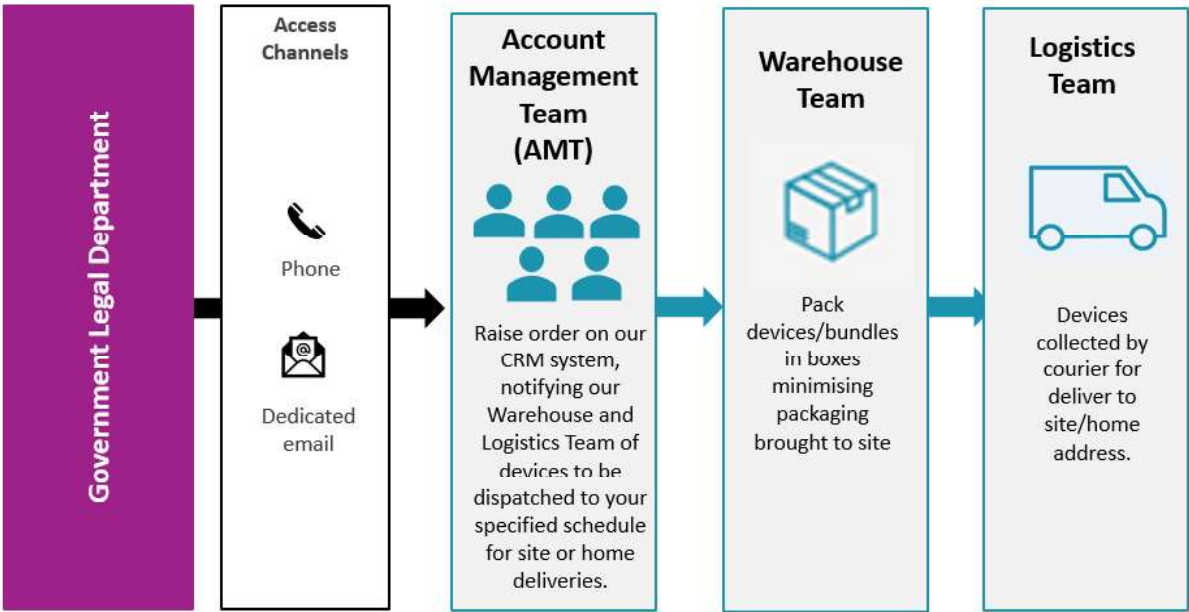 Government Legal Department
Access
Channels
Phone
Dedicated
email
Account
Management
Team
(AMT)
Raise order on our
CRM system,
notifying our
Warehouse and
Logistics Team of
devices to be
dispatched to your
specified schedule
for site or home
deliveries.
Warehouse
Team
Pack
devices/bundles
in boxes
minimising
packaging
brought to site
Logistics
Team
Devices
collected by
courier for
deliver to
site/home
address.